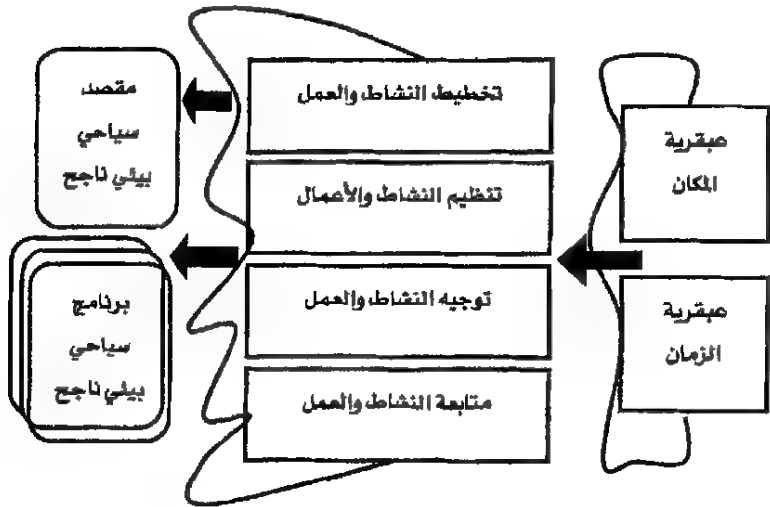 عبقرية
المكان
عبقرية
الزمان
تخطيط النشاط والعمل
تنظيم النشاط والأعمال
توجيه النشاط والعمل
متابعة النشاط والعمل
مقصد
سياحي
بيئي ناجح
برنامج
سياحي
بيئي ناجح